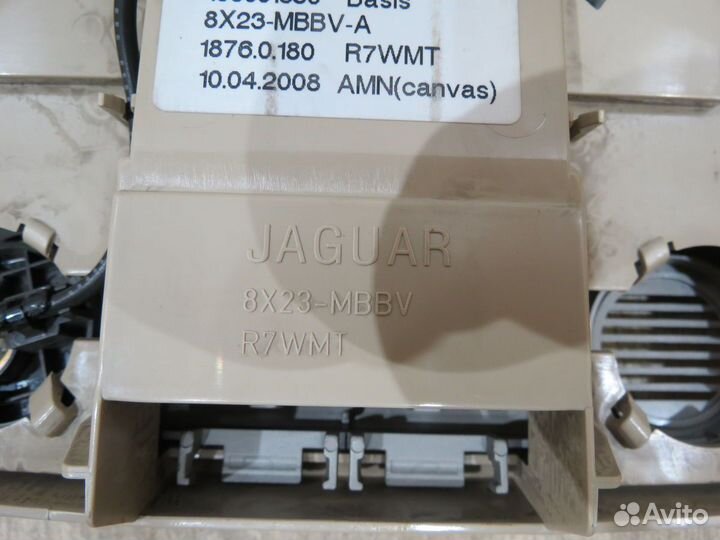 Basis
8X23-MBBV-A
1876.0.180 R7WMT
10.04.2008 AMN(canvas)
JAGUAR
8X23-MBBV
R7WMT
Avito